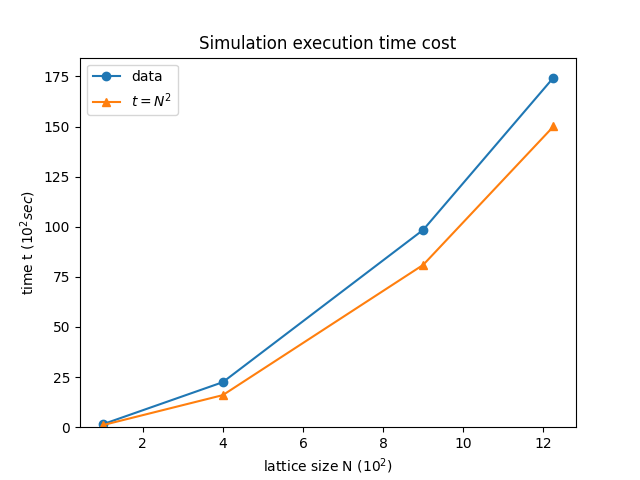 Simulation execution time cost
data
t = N²
175
150
125
100
75
50
25
0
time t (10²sec)
2
4
6
8
10
12
lattice size N (10²)